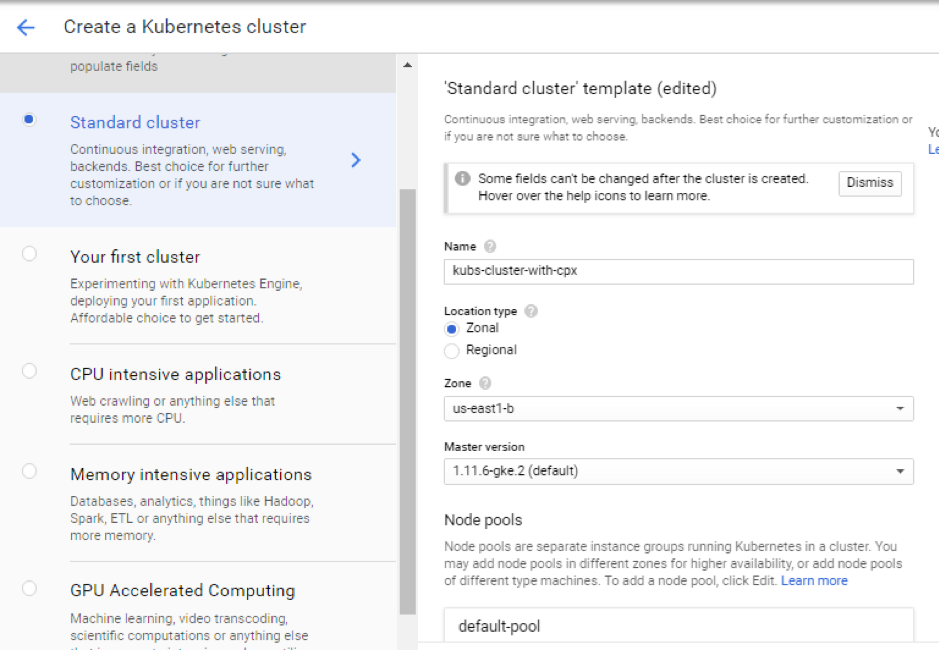 Create a Kubernetes cluster
populate fields
Standard cluster
Continuous integration, web serving,
backends. Best choice for further
customization or if you are not sure what
to choose.
Your first cluster
Experimenting with Kubernetes Engine,
deploying your first application.
Affordable choice to get started.
CPU intensive applications
Web crawling or anything else that
requires more CPU.
Memory intensive applications
Databases, analytics, things like Hadoop,
Spark, ETL or anything else that requires
more memory.
GPU Accelerated Computing
Machine learning, video transcoding,
scientific computations or anything else
'Standard cluster' template (edited)
Continuous integration, web serving, backends. Best choice for further customization or
if you are not sure what to choose.
Some fields can't be changed after the cluster is created.
Hover over the help icons to learn more.
Dismiss
Name
kubs-cluster-with-cpx
Location type
Zonal
Regional
Zone
us-east1-b
Master version
1.11.6-gke.2 (default)
Node pools
Node pools are separate instance groups running Kubernetes in a cluster. You
may add node pools in different zones for higher availability, or add node pools
of different type machines. To add a node pool, click Edit. Learn more
default-pool